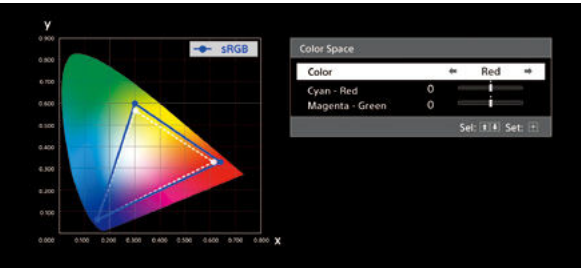 y
0.900
sRGB
0.800
0.700
0.600
0.500
0.400
0.300
0.200
0.100
0.000 0.100 0.200 0.300 0.400 0.500 0.600 0.700 0.800 X
Color Space
Color Red
Cyan - Red 0
Magenta - Green 0
Sel: Set: